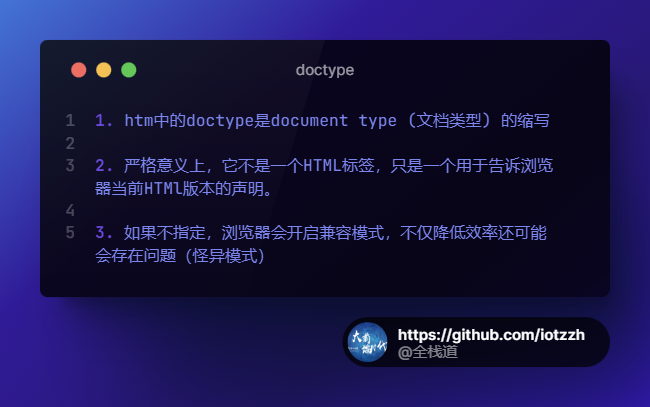 doctype
1 1. htm中的doctype是document type (文档类型) 的缩写
2
3 2. 严格意义上，它不是一个HTML标签，只是一个用于告诉浏览
器当前HTMl版本的声明。
4
5 3. 如果不指定，浏览器会开启兼容模式，不仅降低效率还可能
会存在问题（怪异模式）
https://github.com/iotzzh
@全栈道